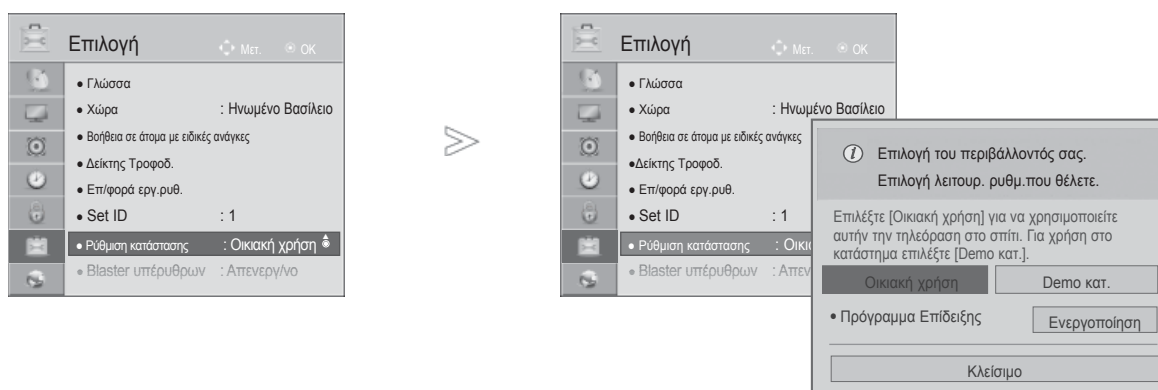 Επιλογή Μετ. OK
• Γλώσσα
• Χώρα : Ηνωμένο Βασίλειο
• Βοήθεια σε άτομα με ειδικές ανάγκες
• Δείκτης Τροφοδ.
• Επ/φορά εργ.ρυθ.
• Set ID : 1
• Ρύθμιση κατάστασης : Οικιακή χρήση
• Blaster υπέρυθρων : Απενεργ/νο
>
Επιλογή Μετ. OK
• Γλώσσα
• Χώρα : Ηνωμένο Βασίλειο
• Βοήθεια σε άτομα με ειδικές ανάγκες
•Δείκτης Τροφοδ.
• Επ/φορά εργ.ρυθ.
• Set ID : 1
• Ρύθμιση κατάστασης : Οικι
• Blaster υπέρυθρων : Απεν
i Επιλογή του περιβάλλοντός σας.
Επιλογή λειτουρ. ρυθμ.που θέλετε.
Επιλέξτε [Οικιακή χρήση] για να χρησιμοποιείτε
αυτήν την τηλεόραση στο σπίτι. Για χρήση στο
κατάστημα επιλέξτε [Demo κατ.].
Οικιακή χρήση Demo κατ.
• Πρόγραμμα Επίδειξης Ενεργοποίηση
Κλείσιμο